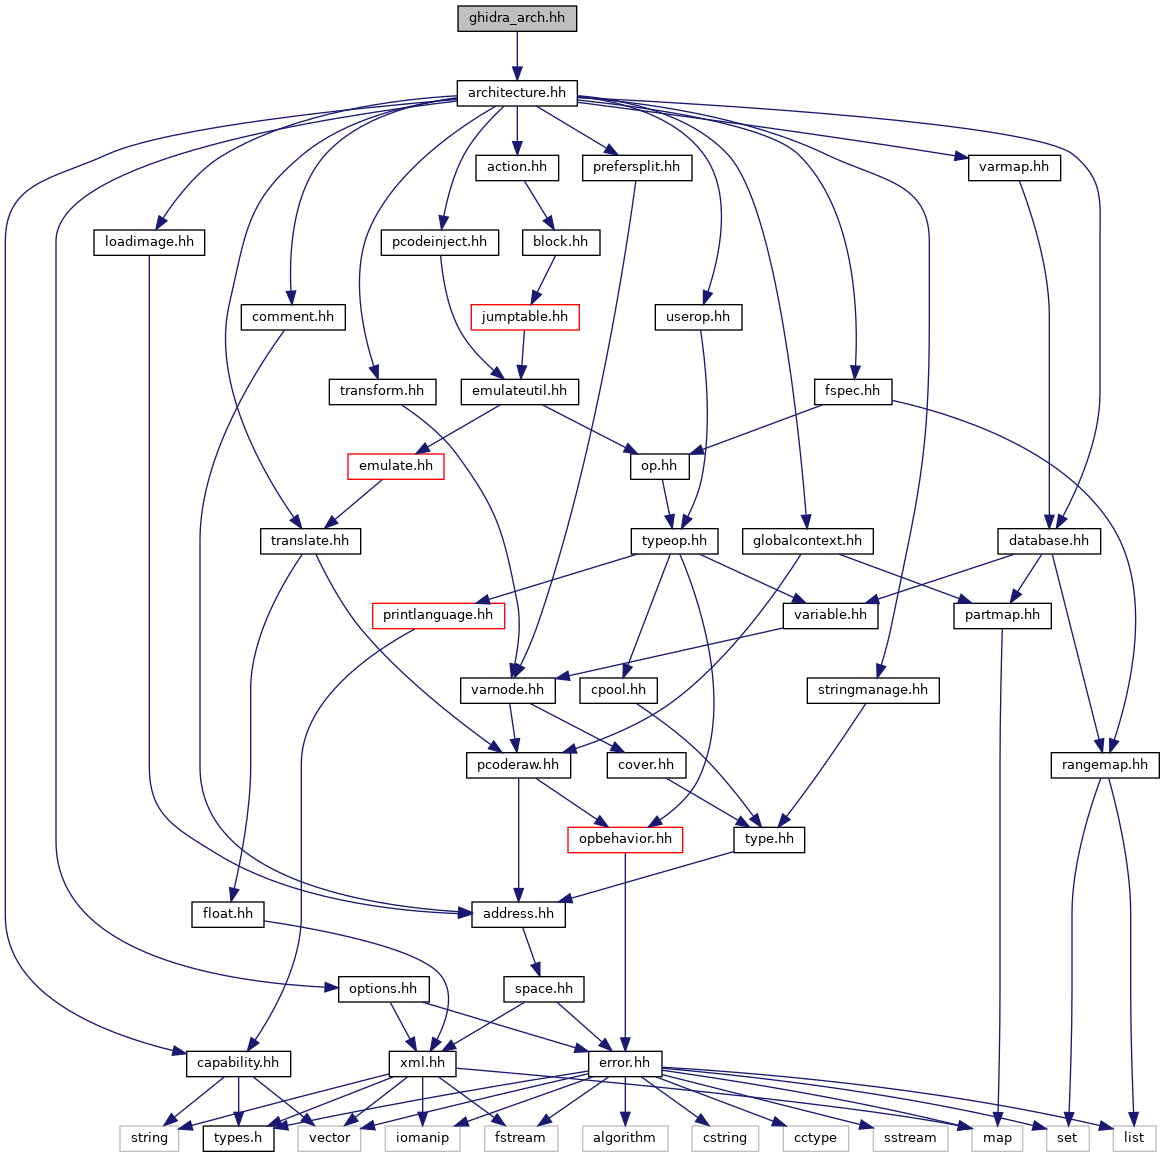 ghidra_arch.hh
architecture.hh
action.hh
prefersplit.hh
varmap.hh
loadimage.hh
pcodeinject.hh
block.hh
comment.hh
jumptable.hh
userop.hh
transform.hh
emulateutil.hh
fspec.hh
emulate.hh
op.hh
translate.hh
typeop.hh
globalcontext.hh
database.hh
printlanguage.hh
variable.hh
partmap.hh
varnode.hh
cpool.hh
stringmanage.hh
pcoderaw.hh
cover.hh
rangemap.hh
opbehavior.hh
type.hh
float.hh
address.hh
options.hh
space.hh
capability.hh
xml.hh
error.hh
string
types.h
vector
iomanip
fstream
algorithm
cstring
cctype
sstream
map
set
list